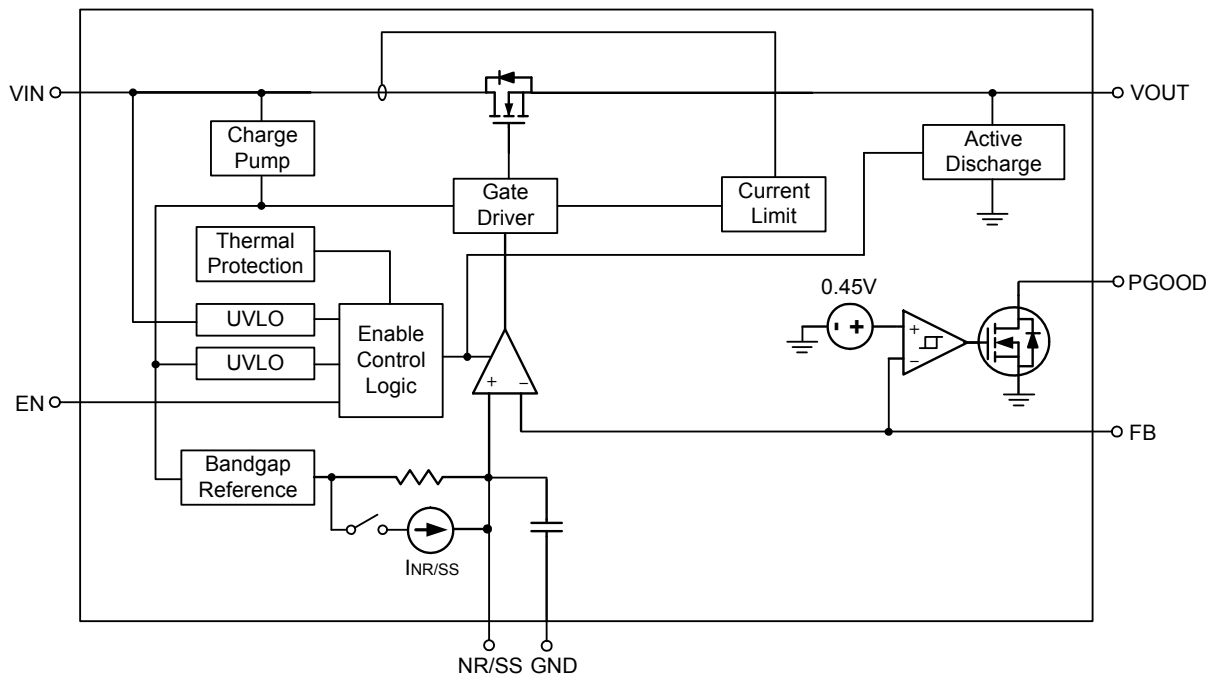 VIN
VOUT
Charge
Pump
Active
Discharge
Gate
Driver
Current
Limit
Thermal
Protection
0.45V
PGOOD
- +
UVLO
Enable
Control
Logic
+
−
UVLO
+ −
EN
FB
Bandgap
Reference
INR/SS
NR/SS GND